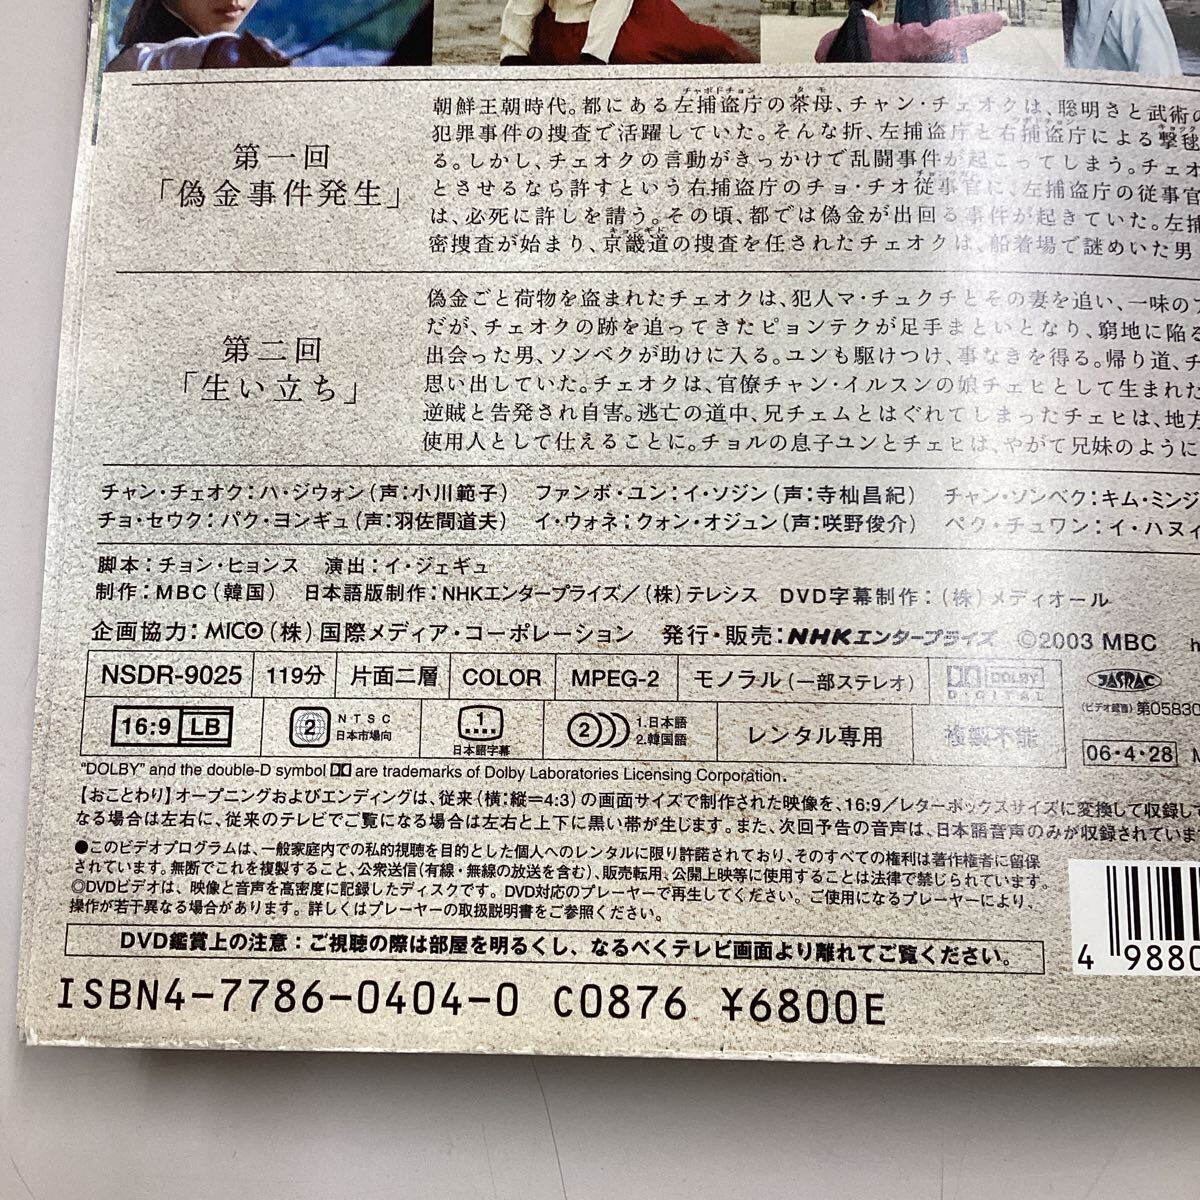 第一回
「偽金事件発生」
チャボドチョン タモ
朝鮮王朝時代。都にある左捕盗庁の茶母、チャン・チェオクは、聡明さと武術の
犯罪事件の捜査で活躍していた。そんな折、左捕盗庁と右捕盗庁による撃毬
る。しかし、チェオクの言動がきっかけで乱闘事件が起こってしまう。チェオ
とさせるなら許すという右捕盗庁のチョ・チオ従事官に、左捕盗庁の従事官
は、必死に許しを請う。その頃、都では偽金が出回る事件が起きていた。左捕
キョンギド
密捜査が始まり、京畿道の捜査を任されたチェオクは、船着場で謎めいた男
第二回
「生い立ち」
偽金ごと荷物を盗まれたチェオクは、犯人マ・チュクチとその妻を追い、一味の
だが、チェオクの跡を追ってきたピョンテクが足手まといとなり、窮地に陥る
出会った男、ソンベクが助けに入る。ユンも駆けつけ、事なきを得る。帰り道、チ
思い出していた。チェオクは、官僚チャン・イルスンの娘チェヒとして生まれた
逆賊と告発され自害。逃亡の道中、兄チェムとはぐれてしまったチェヒは、地方
使用人として仕えることに。チョルの息子ユンとチェヒは、やがて兄妹のように
チャン・チェオク：ハ・ジウォン（声：小川範子） ファンボ・ユン：イ・ソジン（声：寺杣昌紀） チャン・ソンベク：キム・ミンジ
チョ・セウク：パク・ヨンギュ（声：羽佐間道夫） イ・ウォネ：クォン・オジュン（声：咲野俊介） ペク・チュワン：イ・ハヌィ
脚本：チョン・ヒョンス 演出：イ・ジェギュ
制作：MBC（韓国） 日本語版制作：NHKエンタープライズ／（株）テレシス DVD字幕制作：（株）メディオール
企画協力：MICO（株）国際メディア・コーポレーション 発行・販売：NHKエンタープライズ ©2003 MBC
NSDR-9025 119分 片面二層 COLOR MPEG-2 モノラル（一部ステレオ） DOLBY DIGITAL
JASRAC
（ビデオ録音）第05830
16:9 LB 2 NTSC 日本市場向 1 日本語字幕 2 1.日本語 2.韓国語 レンタル専用 複製不能
06・4・28
"DOLBY" and the double-D symbol are trademarks of Dolby Laboratories Licensing Corporation.
【おことわり】オープニングおよびエンディングは、従来（横：縦＝4:3）の画面サイズで制作された映像を、16:9／レターボックスサイズに変換して収録し
なる場合は左右に、従来のテレビでご覧になる場合は左右と上下に黒い帯が生じます。また、次回予告の音声は、日本語音声のみが収録されていま
●このビデオプログラムは、一般家庭内での私的視聴を目的とした個人へのレンタルに限り許諾されており、そのすべての権利は著作権者に留保
されています。無断でこれを複製すること、公衆送信（有線・無線の放送を含む）、販売転用、公開上映等に使用することは法律で禁じられています。
◎DVDビデオは、映像と音声を高密度に記録したディスクです。DVD対応のプレーヤーで再生してください。ご使用になるプレーヤーにより、
操作が若干異なる場合があります。詳しくはプレーヤーの取扱説明書をご参照ください。
DVD鑑賞上の注意：ご視聴の際は部屋を明るくし、なるべくテレビ画面より離れてご覧ください。
4 9880
ISBN4-7786-0404-0 C0876 ¥6800E